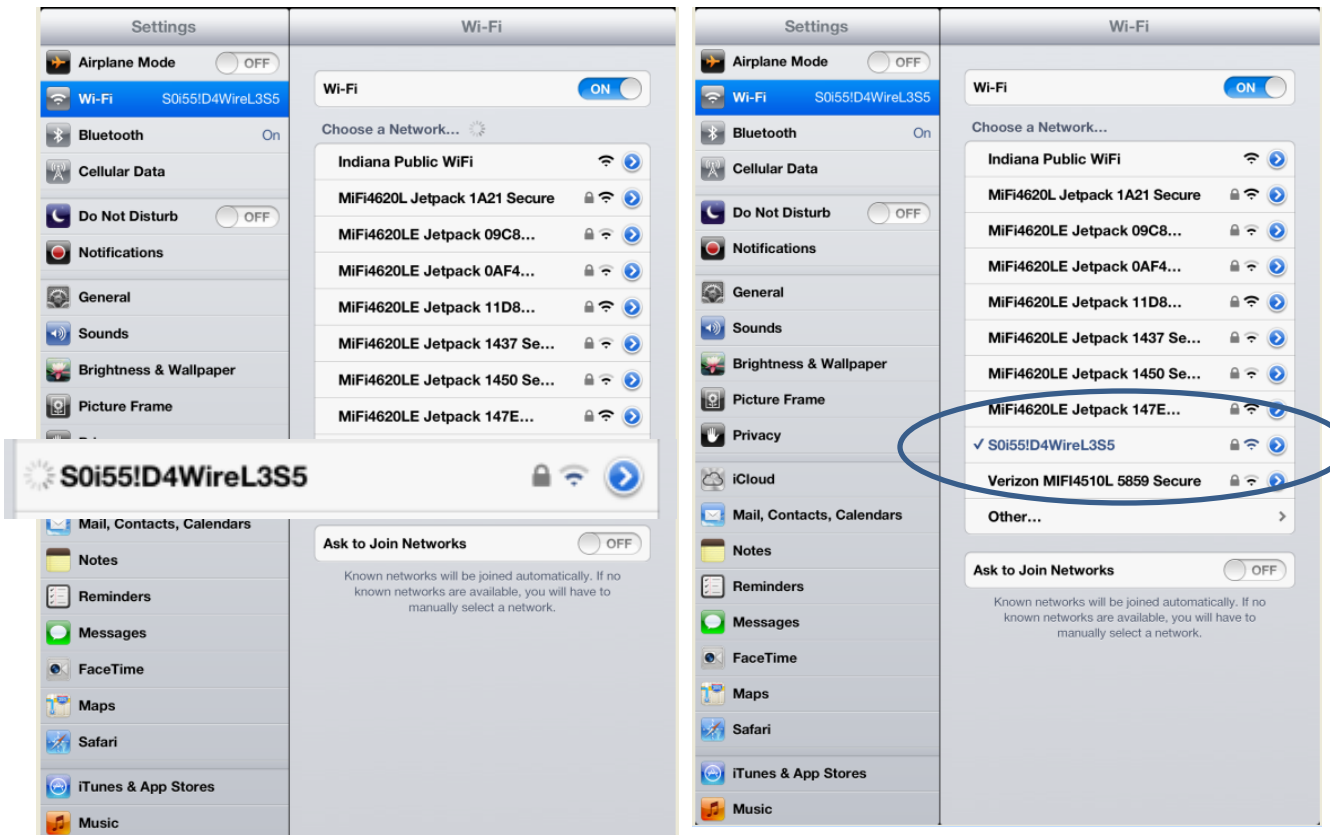 Settings
Wi-Fi
Airplane Mode OFF
Wi-Fi S0i55!D4WireL3S5
Bluetooth On
Cellular Data
Do Not Disturb OFF
Notifications
General
Sounds
Brightness & Wallpaper
Picture Frame
Mail, Contacts, Calendars
Notes
Reminders
Messages
FaceTime
Maps
Safari
iTunes & App Stores
Music
Wi-Fi ON
Choose a Network...
Indiana Public WiFi
MiFi4620L Jetpack 1A21 Secure
MiFi4620LE Jetpack 09C8...
MiFi4620LE Jetpack 0AF4...
MiFi4620LE Jetpack 11D8...
MiFi4620LE Jetpack 1437 Se...
MiFi4620LE Jetpack 1450 Se...
MiFi4620LE Jetpack 147E...
S0i55!D4WireL3S5
Ask to Join Networks OFF
Known networks will be joined automatically. If no
known networks are available, you will have to
manually select a network.
Settings
Wi-Fi
Airplane Mode OFF
Wi-Fi S0i55!D4WireL3S5
Bluetooth On
Cellular Data
Do Not Disturb OFF
Notifications
General
Sounds
Brightness & Wallpaper
Picture Frame
Privacy
iCloud
Mail, Contacts, Calendars
Notes
Reminders
Messages
FaceTime
Maps
Safari
iTunes & App Stores
Music
Wi-Fi ON
Choose a Network...
Indiana Public WiFi
MiFi4620L Jetpack 1A21 Secure
MiFi4620LE Jetpack 09C8...
MiFi4620LE Jetpack 0AF4...
MiFi4620LE Jetpack 11D8...
MiFi4620LE Jetpack 1437 Se...
MiFi4620LE Jetpack 1450 Se...
MiFi4620LE Jetpack 147E...
✓ S0i55!D4WireL3S5
Verizon MIFI4510L 5859 Secure
Other...
Ask to Join Networks OFF
Known networks will be joined automatically. If no
known networks are available, you will have to
manually select a network.